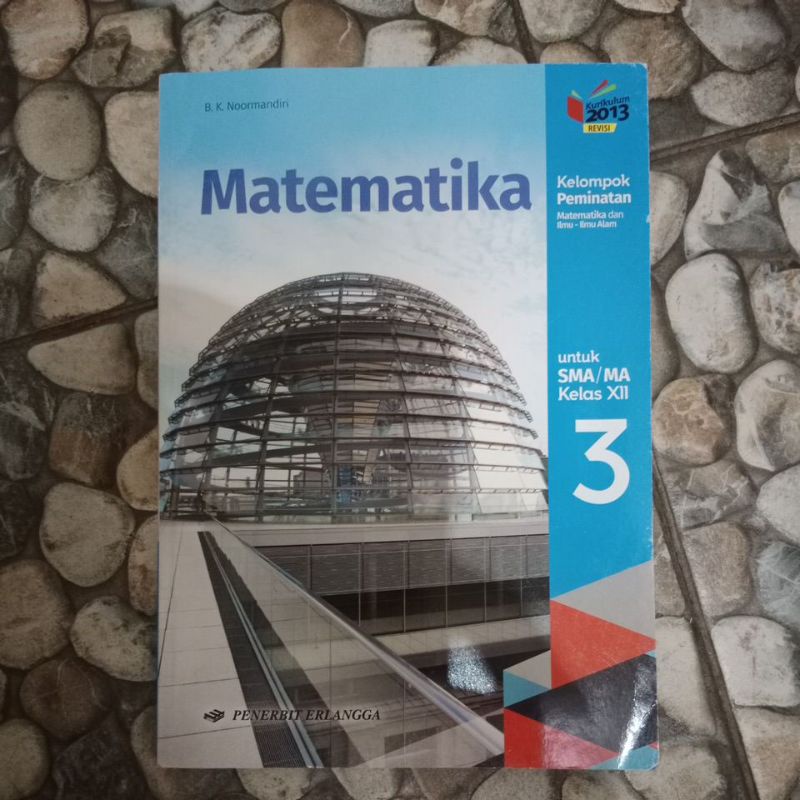 B. K. Noormandiri
Matematika
Kurikulum
2013
REVISI
Kelompok
Peminatan
Matematika dan
Ilmu - Ilmu Alam
untuk
SMA/MA
Kelas XII
3
PENERBIT ERLANGGA